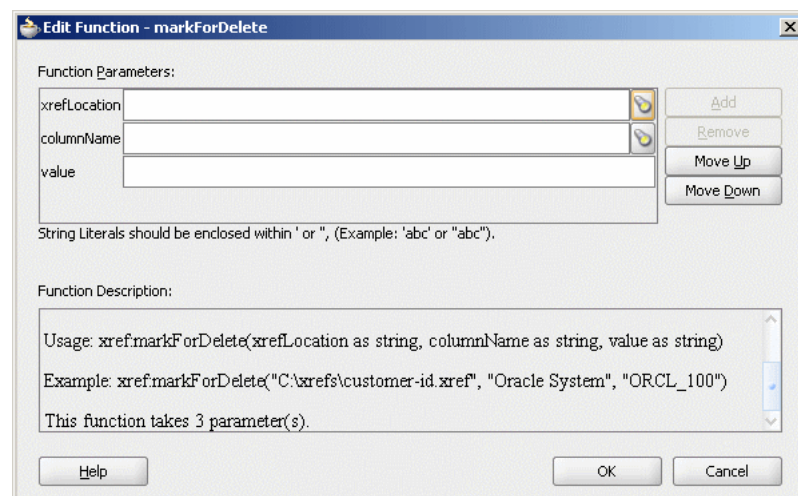 Edit Function - markForDelete
Function Parameters:
xrefLocation
Add
columnName
Remove
value
Move Up
Move Down
String Literals should be enclosed within ' or ", (Example: 'abc' or "abc").
Function Description:
Usage: xref:markForDelete(xrefLocation as string, columnName as string, value as string)
Example: xref:markForDelete("C:\xrefs\customer-id.xref", "Oracle System", "ORCL_100")
This function takes 3 parameter(s).
Help
OK
Cancel